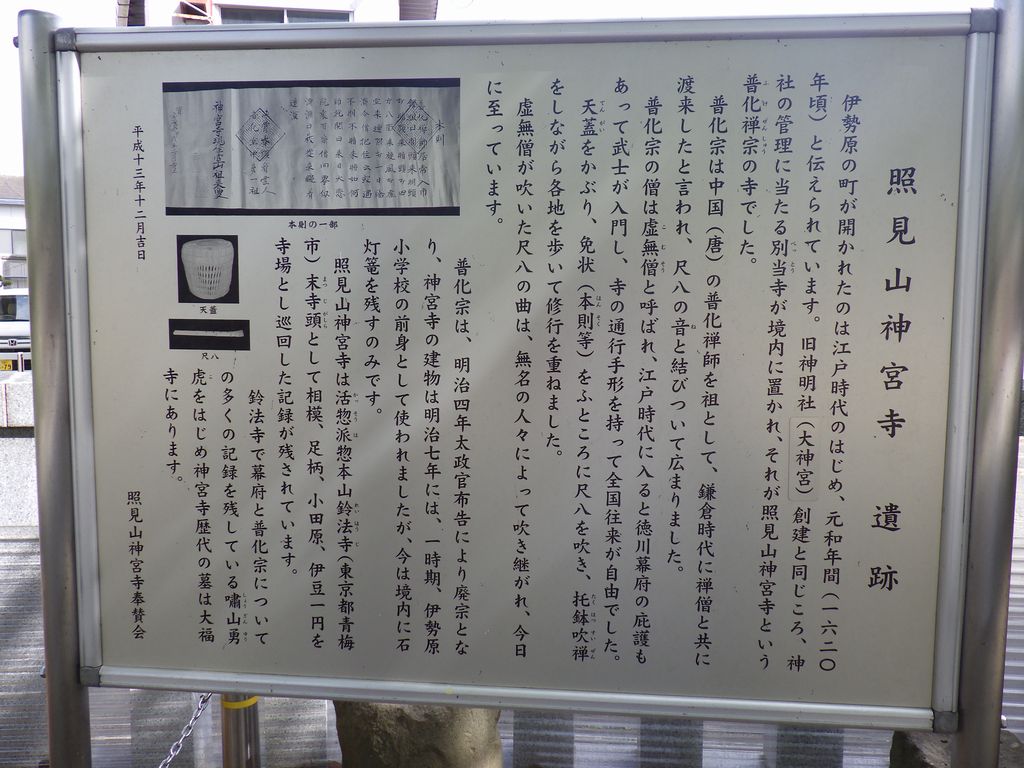 照見山神宮寺　遺跡
伊勢原の町が開かれたのは江戸時代のはじめ、元和年間（一六二〇
年頃）と伝えられています。旧神明社（大神宮）創建と同じころ、神
社の管理に当たる別当寺が境内に置かれ、それが照見山神宮寺という
普化禅宗の寺でした。
普化宗は中国（唐）の普化禅師を祖として、鎌倉時代に禅僧と共に
渡来したと言われ、尺八の音と結びついて広まりました。
普化宗の僧は虚無僧と呼ばれ、江戸時代に入ると徳川幕府の庇護も
あって武士が入門し、寺の通行手形を持って全国往来が自由でした。
天蓋をかぶり、免状（本則等）をふところに尺八を吹き、托鉢吹禅
をしながら各地を歩いて修行を重ねました。
虚無僧が吹いた尺八の曲は、無名の人々によって吹き継がれ、今日
に至っています。
普化宗は、明治四年太政官布告により廃宗とな
り、神宮寺の建物は明治七年には、一時期、伊勢原
小学校の前身として使われましたが、今は境内に石
灯篭を残すのみです。
照見山神宮寺は活惣派惣本山鈴法寺（東京都青梅
市）末寺頭として相模、足柄、小田原、伊豆一円を
寺場とし巡回した記録が残されています。
鈴法寺で幕府と普化宗について
の多くの記録を残している嘯山勇
虎をはじめ神宮寺歴代の墓は大福
寺にあります。
本則の一部
天蓋
尺八
平成十三年十二月吉日
照見山神宮寺奉賛会